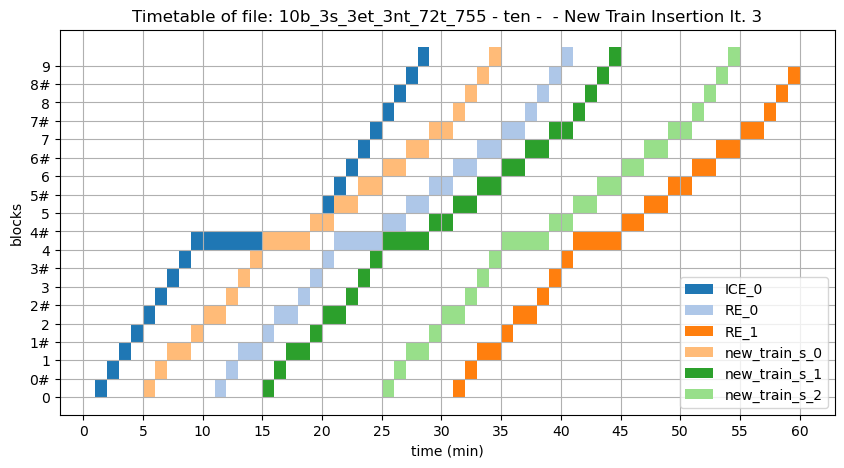 Timetable of file: 10b_3s_3et_3nt_72t_755 - ten -  - New Train Insertion It. 3
blocks
9
8#
8
7#
7
6#
6
5#
5
4#
4
3#
3
2#
2
1#
1
0#
0
ICE_0
RE_0
RE_1
new_train_s_0
new_train_s_1
new_train_s_2
0 5 10 15 20 25 30 35 40 45 50 55 60
time (min)